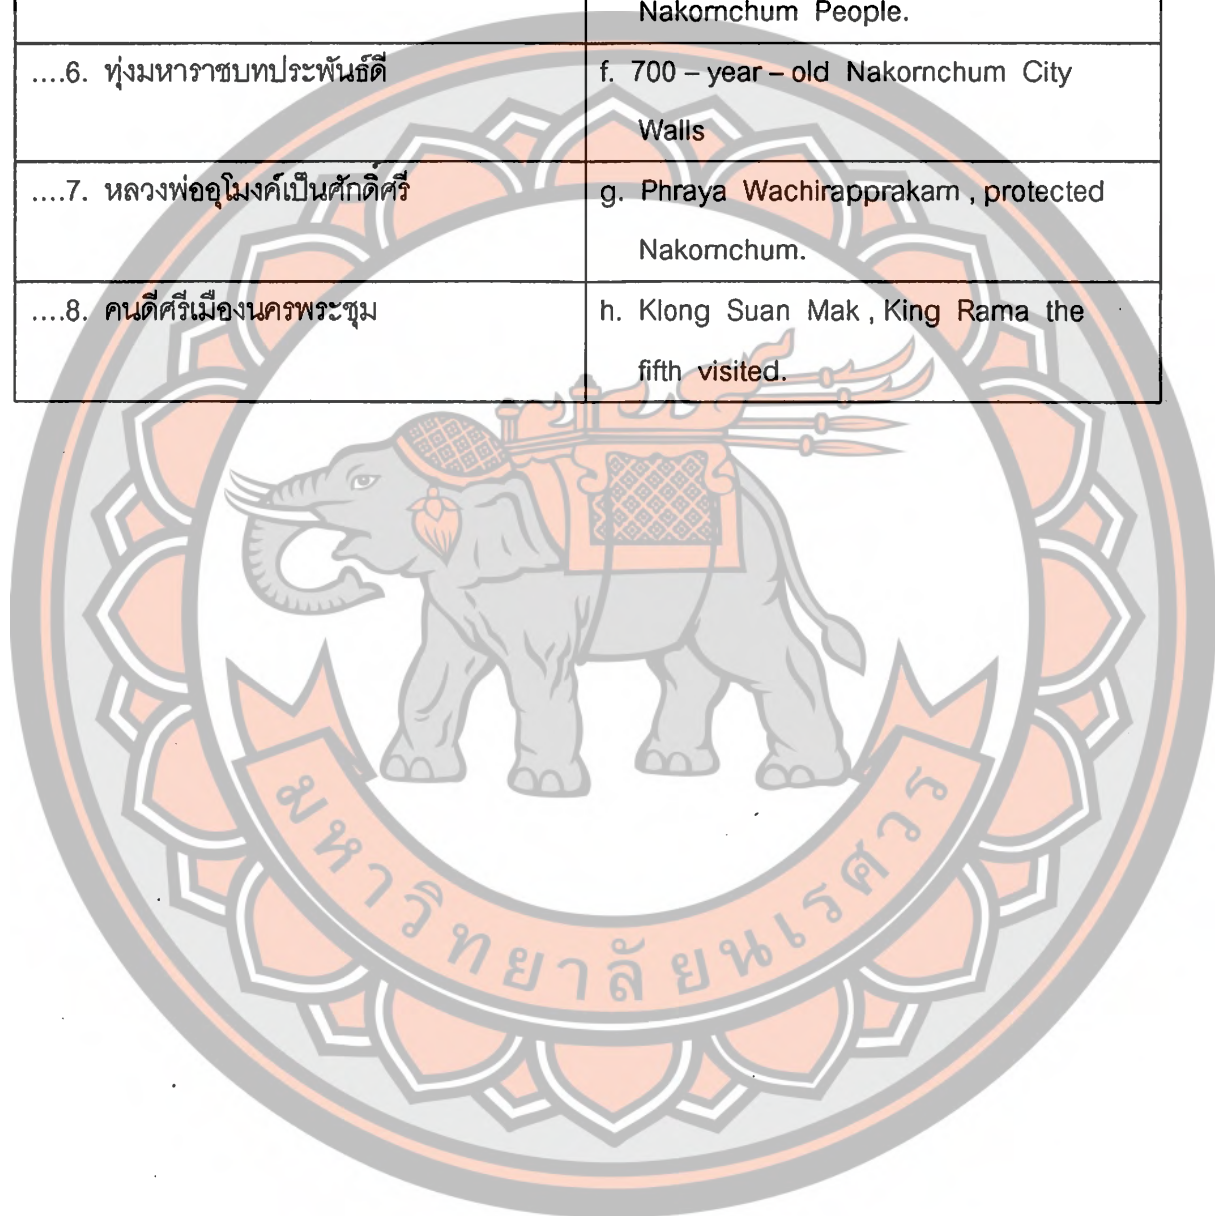 Nakornchum People.
....6. ทุ่งมหาราชบทประพันธ์ดี
f. 700 – year – old Nakornchum City
Walls
....7. หลวงพ่ออุโมงค์เป็นศักดิ์ศรี
g. Phraya Wachirapprakarn , protected
Nakornchum.
....8. คนดีศรีเมืองนครพระชุม
h. Klong Suan Mak , King Rama the
fifth visited.
มหาวิทยาลัยนเรศวร